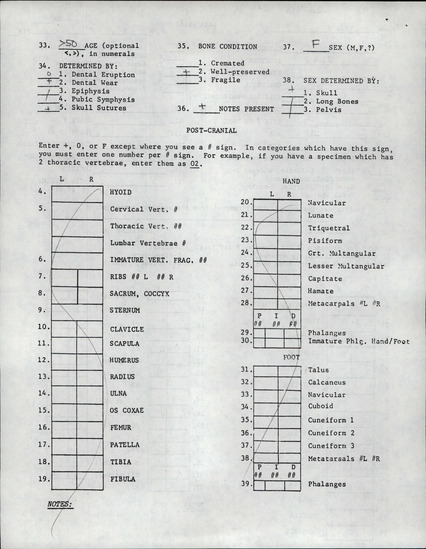 33. >50 AGE (optional
<,>), in numerals
34. DETERMINED BY:
0 1. Dental Eruption
+ 2. Dental Wear
/ 3. Epiphysis
/ 4. Pubic Symphysis
+ 5. Skull Sutures
35. BONE CONDITION
1. Cremated
+ 2. Well-preserved
3. Fragile
36. + NOTES PRESENT
37. F SEX (M,F,?)
38. SEX DETERMINED BY:
+ 1. Skull
/ 2. Long Bones
/ 3. Pelvis
POST-CRANIAL
Enter +, 0, or F except where you see a # sign. In categories which have this sign,
you must enter one number per # sign. For example, if you have a specimen which has
2 thoracic vertebrae, enter them as 02.
L R
4. HYOID
5. Cervical Vert. #
Thoracic Vert. ##
Lumbar Vertebrae #
6. IMMATURE VERT. FRAG. ##
7. RIBS ## L ## R
8. SACRUM, COCCYX
9. STERNUM
10. CLAVICLE
11. SCAPULA
12. HUMERUS
13. RADIUS
14. ULNA
15. OS COXAE
16. FEMUR
17. PATELLA
18. TIBIA
19. FIBULA
NOTES:
HAND
L R
20. Navicular
21. Lunate
22. Triquetral
23. Pisiform
24. Grt. Multangular
25. Lesser Multangular
26. Capitate
27. Hamate
28. Metacarpals #L #R
P I D
## ## ##
29. Phalanges
30. Immature Phlg. Hand/Foot
FOOT
31. Talus
32. Calcaneus
33. Navicular
34. Cuboid
35. Cuneiform 1
36. Cuneiform 2
37. Cuneiform 3
38. Metatarsals #L #R
P I D
## ## ##
39. Phalanges